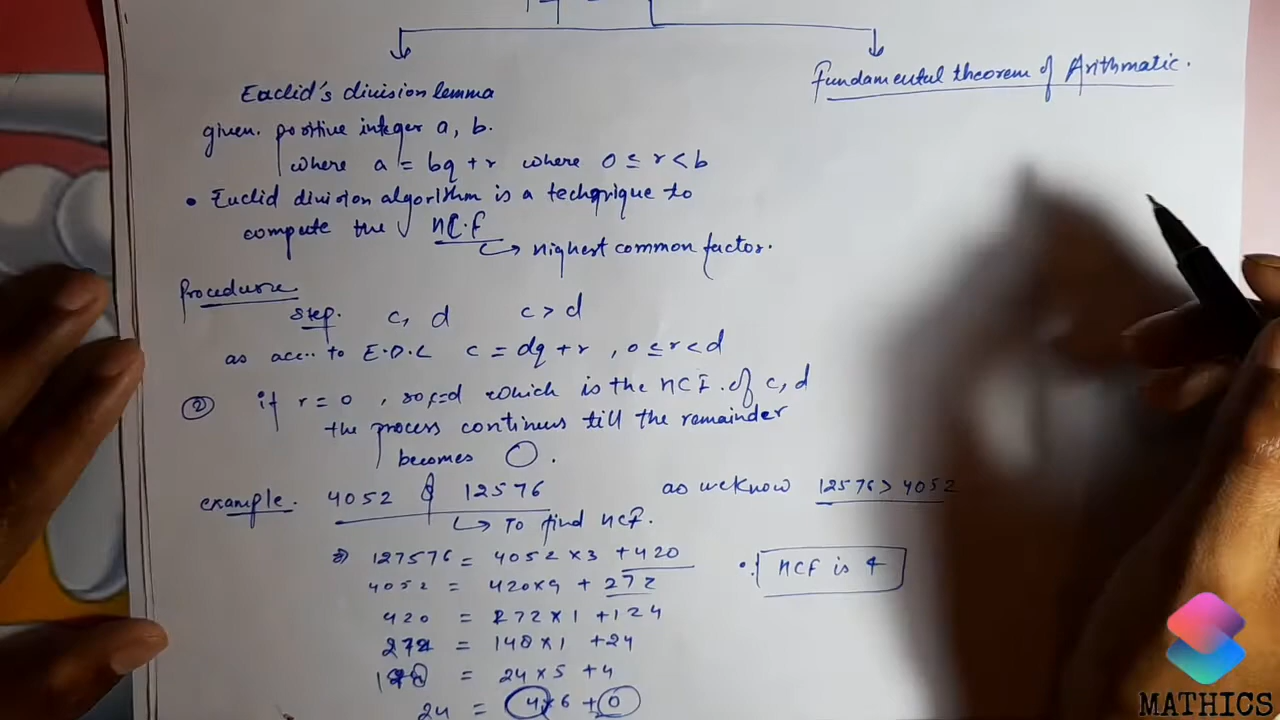 Fundamental theorem of Arithmatic.
Euclid's division lemma
given. positive integer a, b.
where a = bq + r where 0 ≤ r < b
• Euclid division algorithm is a technique to
compute the H.C.F
↳ highest common factor.
Procedure
step. c, d c > d
as acc.. to E.D.L c = dq + r , 0 ≤ r < d
② if r = 0 , which is the HCF. of c, d
the process continues till the remainder
becomes 0.
example. 4052 & 12576 as we know 12576 > 4052
↳ To find HCF.
⇒ 127576 = 4052 × 3 + 420
4052 = 420 × 9 + 272
420 = 272 × 1 + 124
272 = 148 × 1 + 24
= 24 × 5 + 4
24 = 4 × 6 + 0
• HCF is 4
MATHICS